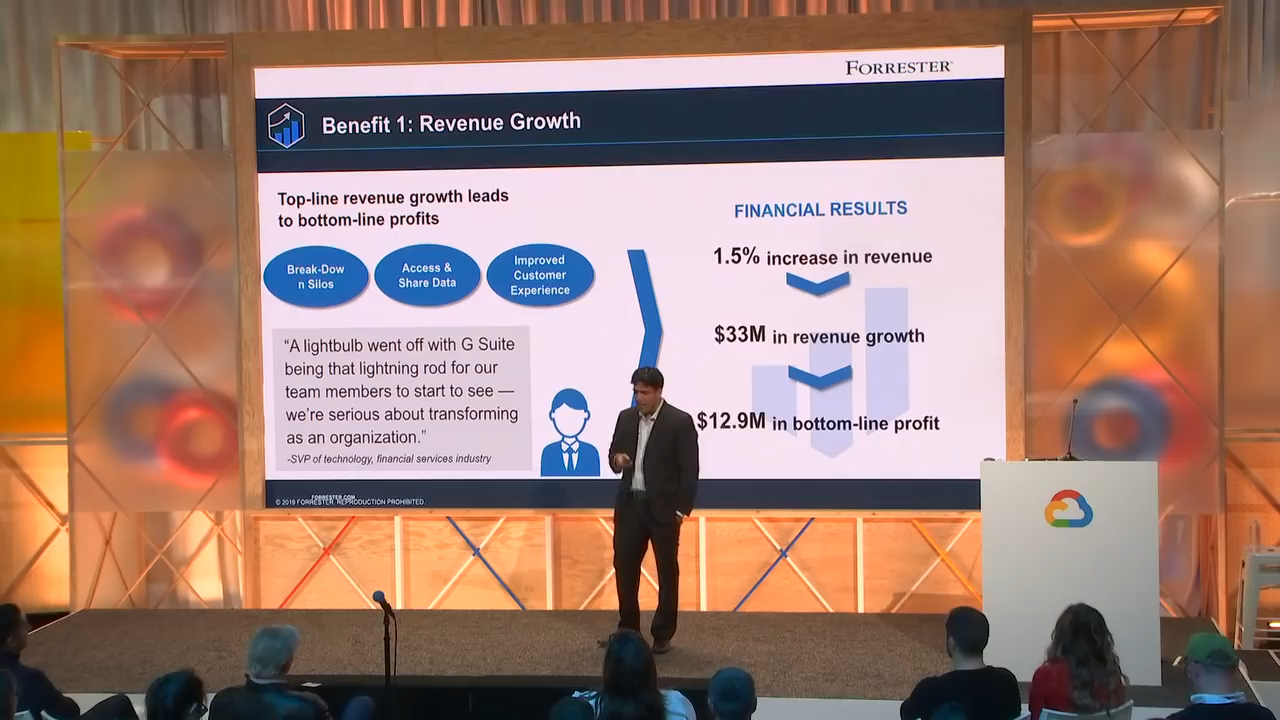 FORRESTER
Benefit 1: Revenue Growth
Top-line revenue growth leads
to bottom-line profits
Break-Dow
n Silos
Access &
Share Data
Improved
Customer
Experience
“A lightbulb went off with G Suite
being that lightning rod for our
team members to start to see —
we’re serious about transforming
as an organization.”
-SVP of technology, financial services industry
FINANCIAL RESULTS
1.5% increase in revenue
$33M in revenue growth
$12.9M in bottom-line profit
FORRESTER.COM
© 2019 FORRESTER. REPRODUCTION PROHIBITED.